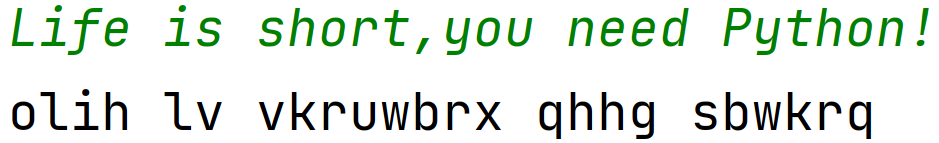 Life is short,you need Python!
olih lv vkruwbrx qhhg sbwkrq